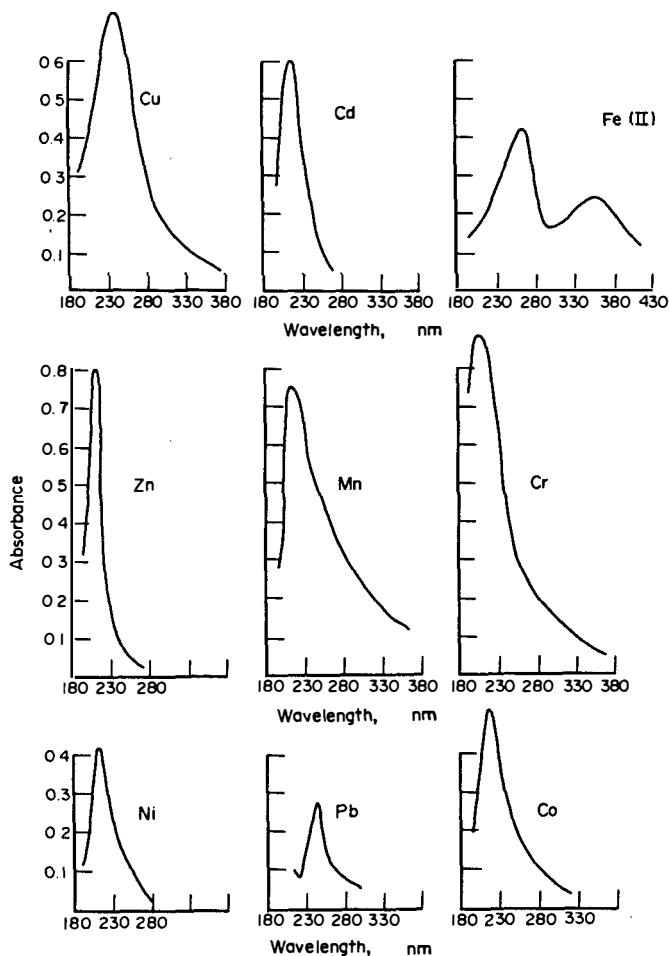 Cu
Cd
Fe (II)
0.6
0.5
0.4
0.3
0.2
0.1
180 230 280 330 380
180 230 280 330 380
180 230 280 330 380 430
Wavelength, nm
Zn
Mn
Cr
0.8
0.7
0.6
0.5
0.4
0.3
0.2
0.1
Absorbance
180 230 280
180 230 280 330 380
180 230 280 330 380
Wavelength, nm
Ni
Pb
Co
0.4
0.3
0.2
0.1
180 230 280
180 230 280 330
180 230 280 330
Wavelength, nm